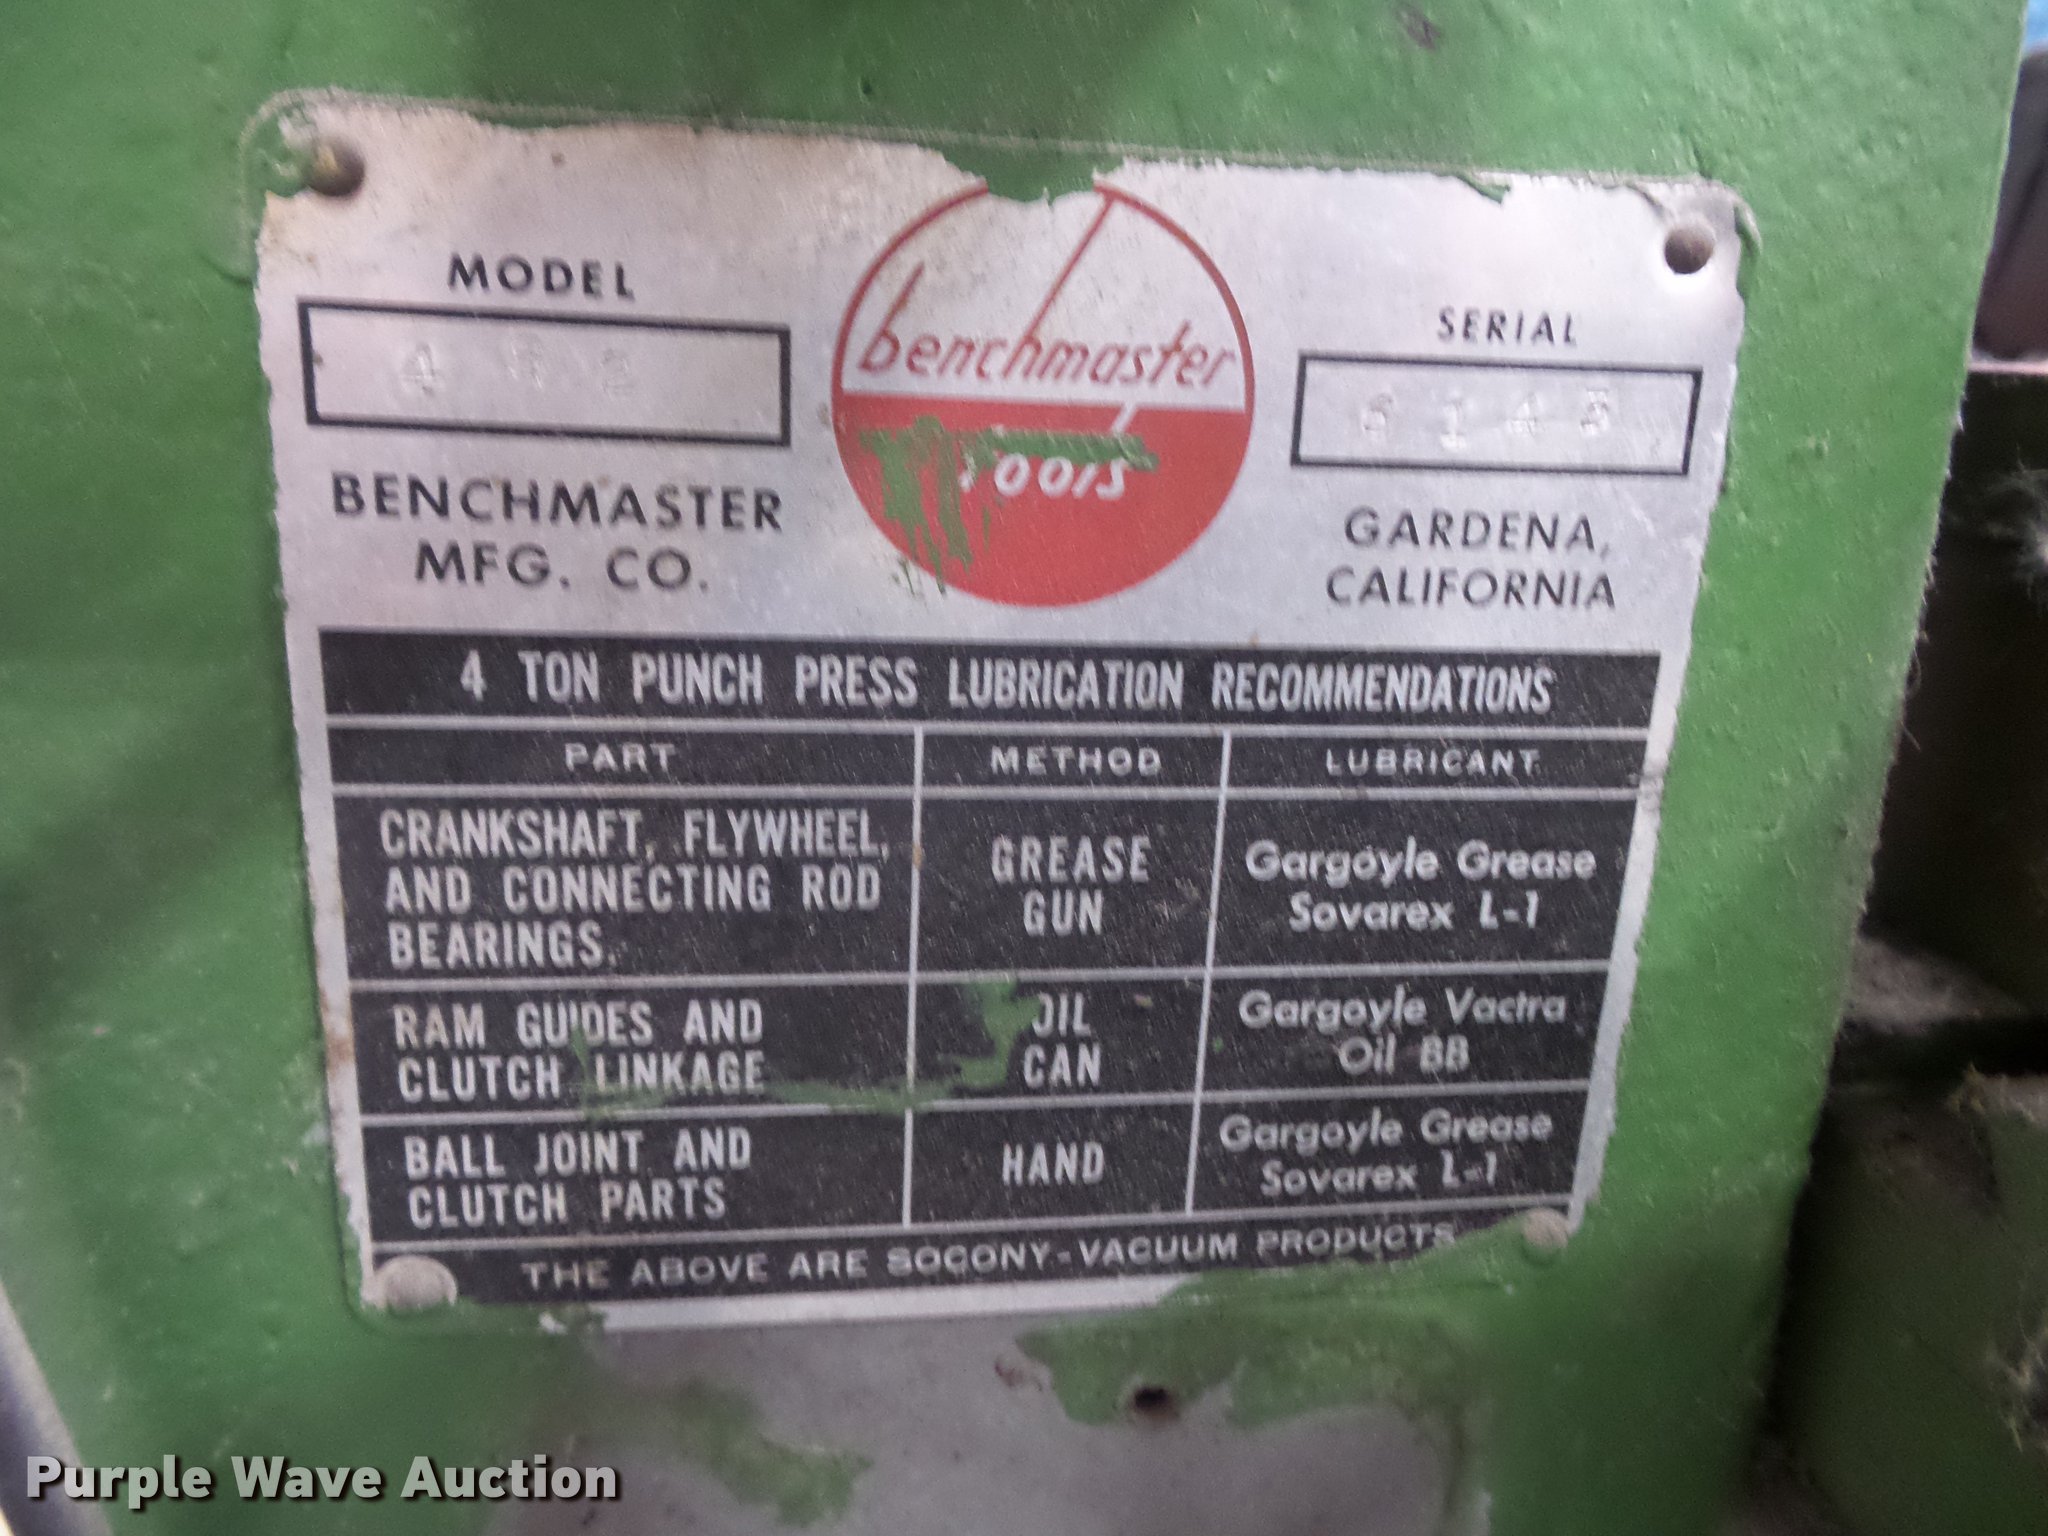 MODEL
4
BENCHMASTER
MFG. CO.
benchmaster
Tools
SERIAL
GARDENA,
CALIFORNIA
4 TON PUNCH PRESS LUBRICATION RECOMMENDATIONS
PART METHOD LUBRICANT
CRANKSHAFT, FLYWHEEL,
AND CONNECTING ROD
BEARINGS.
GREASE
GUN
Gargoyle Grease
Sovarex L-1
RAM GUIDES AND
CLUTCH LINKAGE
OIL
CAN
Gargoyle Vactra
Oil BB
BALL JOINT AND
CLUTCH PARTS
HAND
Gargoyle Grease
Sovarex L-1
THE ABOVE ARE SOCONY-VACUUM PRODUCTS
Purple Wave Auction